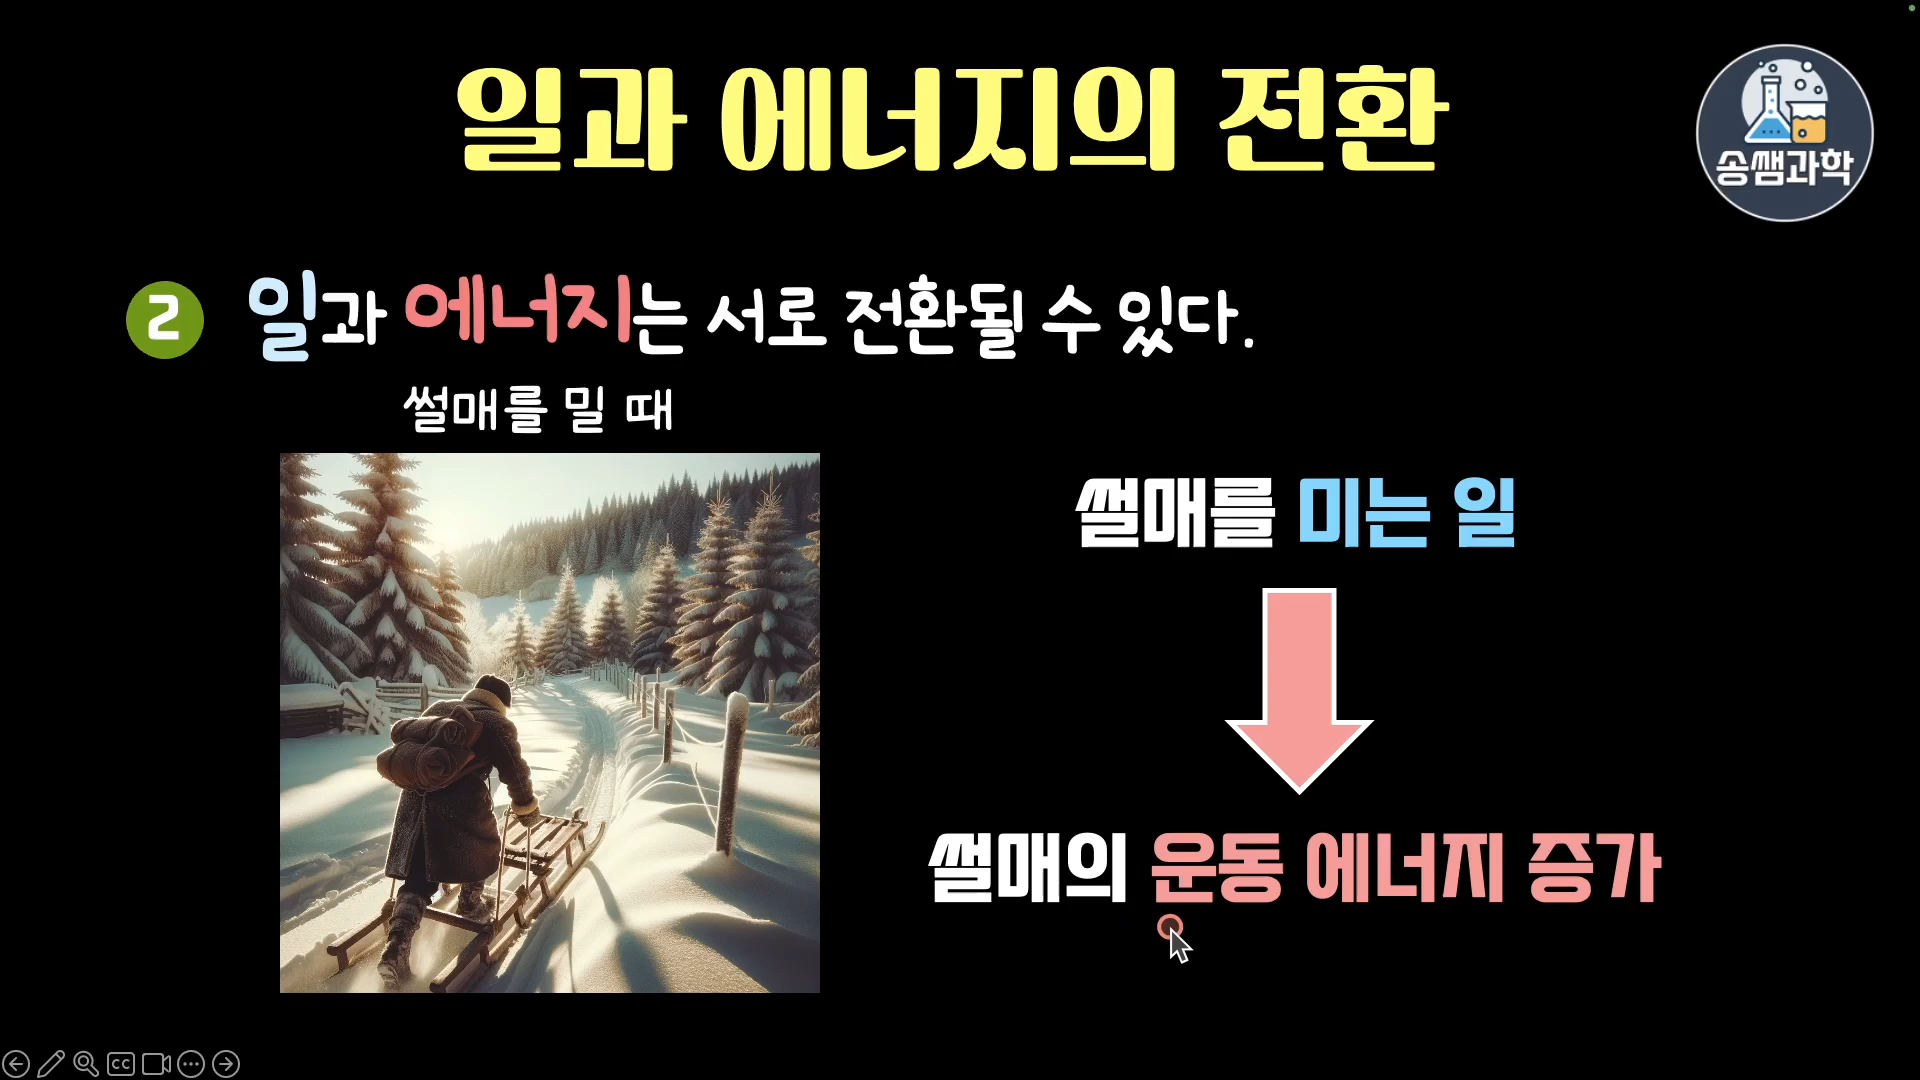 일과 에너지의 전환
송쌤과학
2 일과 에너지는 서로 전환될 수 있다.
썰매를 밀 때
썰매를 미는 일
썰매의 운동 에너지 증가
CC